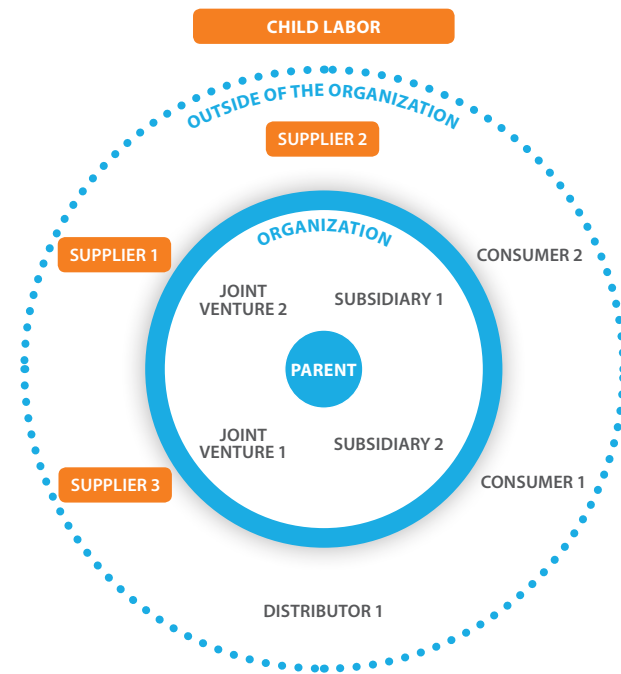 CHILD LABOR
OUTSIDE OF THE ORGANIZATION
SUPPLIER 2
ORGANIZATION
SUPPLIER 1
CONSUMER 2
JOINT
VENTURE 2
SUBSIDIARY 1
PARENT
JOINT
VENTURE 1
SUBSIDIARY 2
SUPPLIER 3
CONSUMER 1
DISTRIBUTOR 1